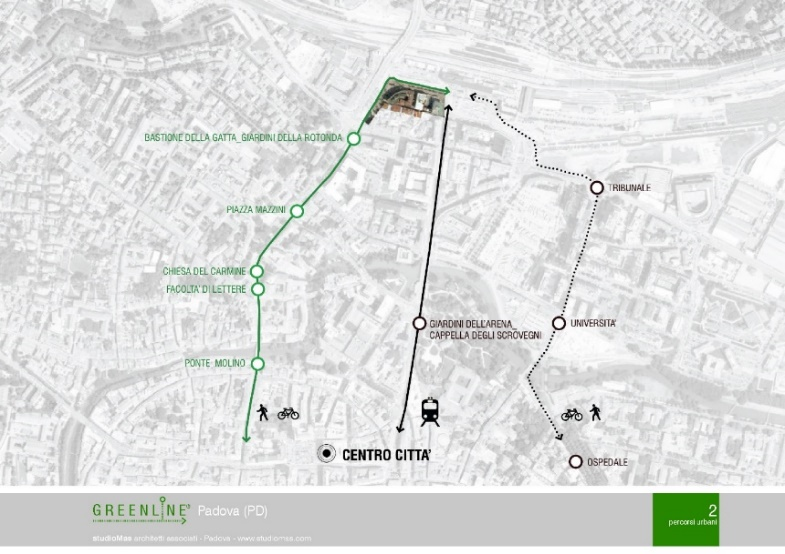 BASTIONE DELLA GATTA_GIARDINI DELLA ROTONDA
TRIBUNALE
PIAZZA MAZZINI
CHIESA DEL CARMINE
FACOLTA' DI LETTERE
GIARDINI DELL'ARENA_
CAPPELLA DEGLI SCROVEGNI
UNIVERSITA'
PONTE MOLINO
CENTRO CITTA'
OSPEDALE
GREENLINE' Padova (PD)
2
percorsi urbani
studioMas architetti associati - Padova - www.studiomas.com